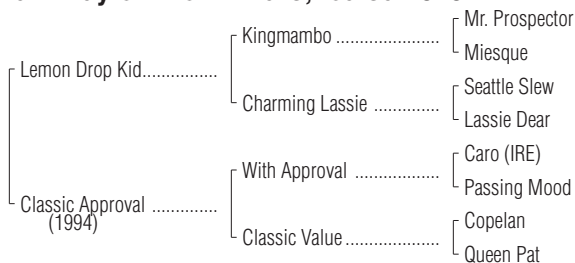 Mr. Prospector
Kingmambo ....................
Miesque
Lemon Drop Kid...............
Seattle Slew
Charming Lassie .............
Lassie Dear
Caro (IRE)
With Approval .................
Passing Mood
Classic Approval .............
(1994)
Copelan
Classic Value...................
Queen Pat